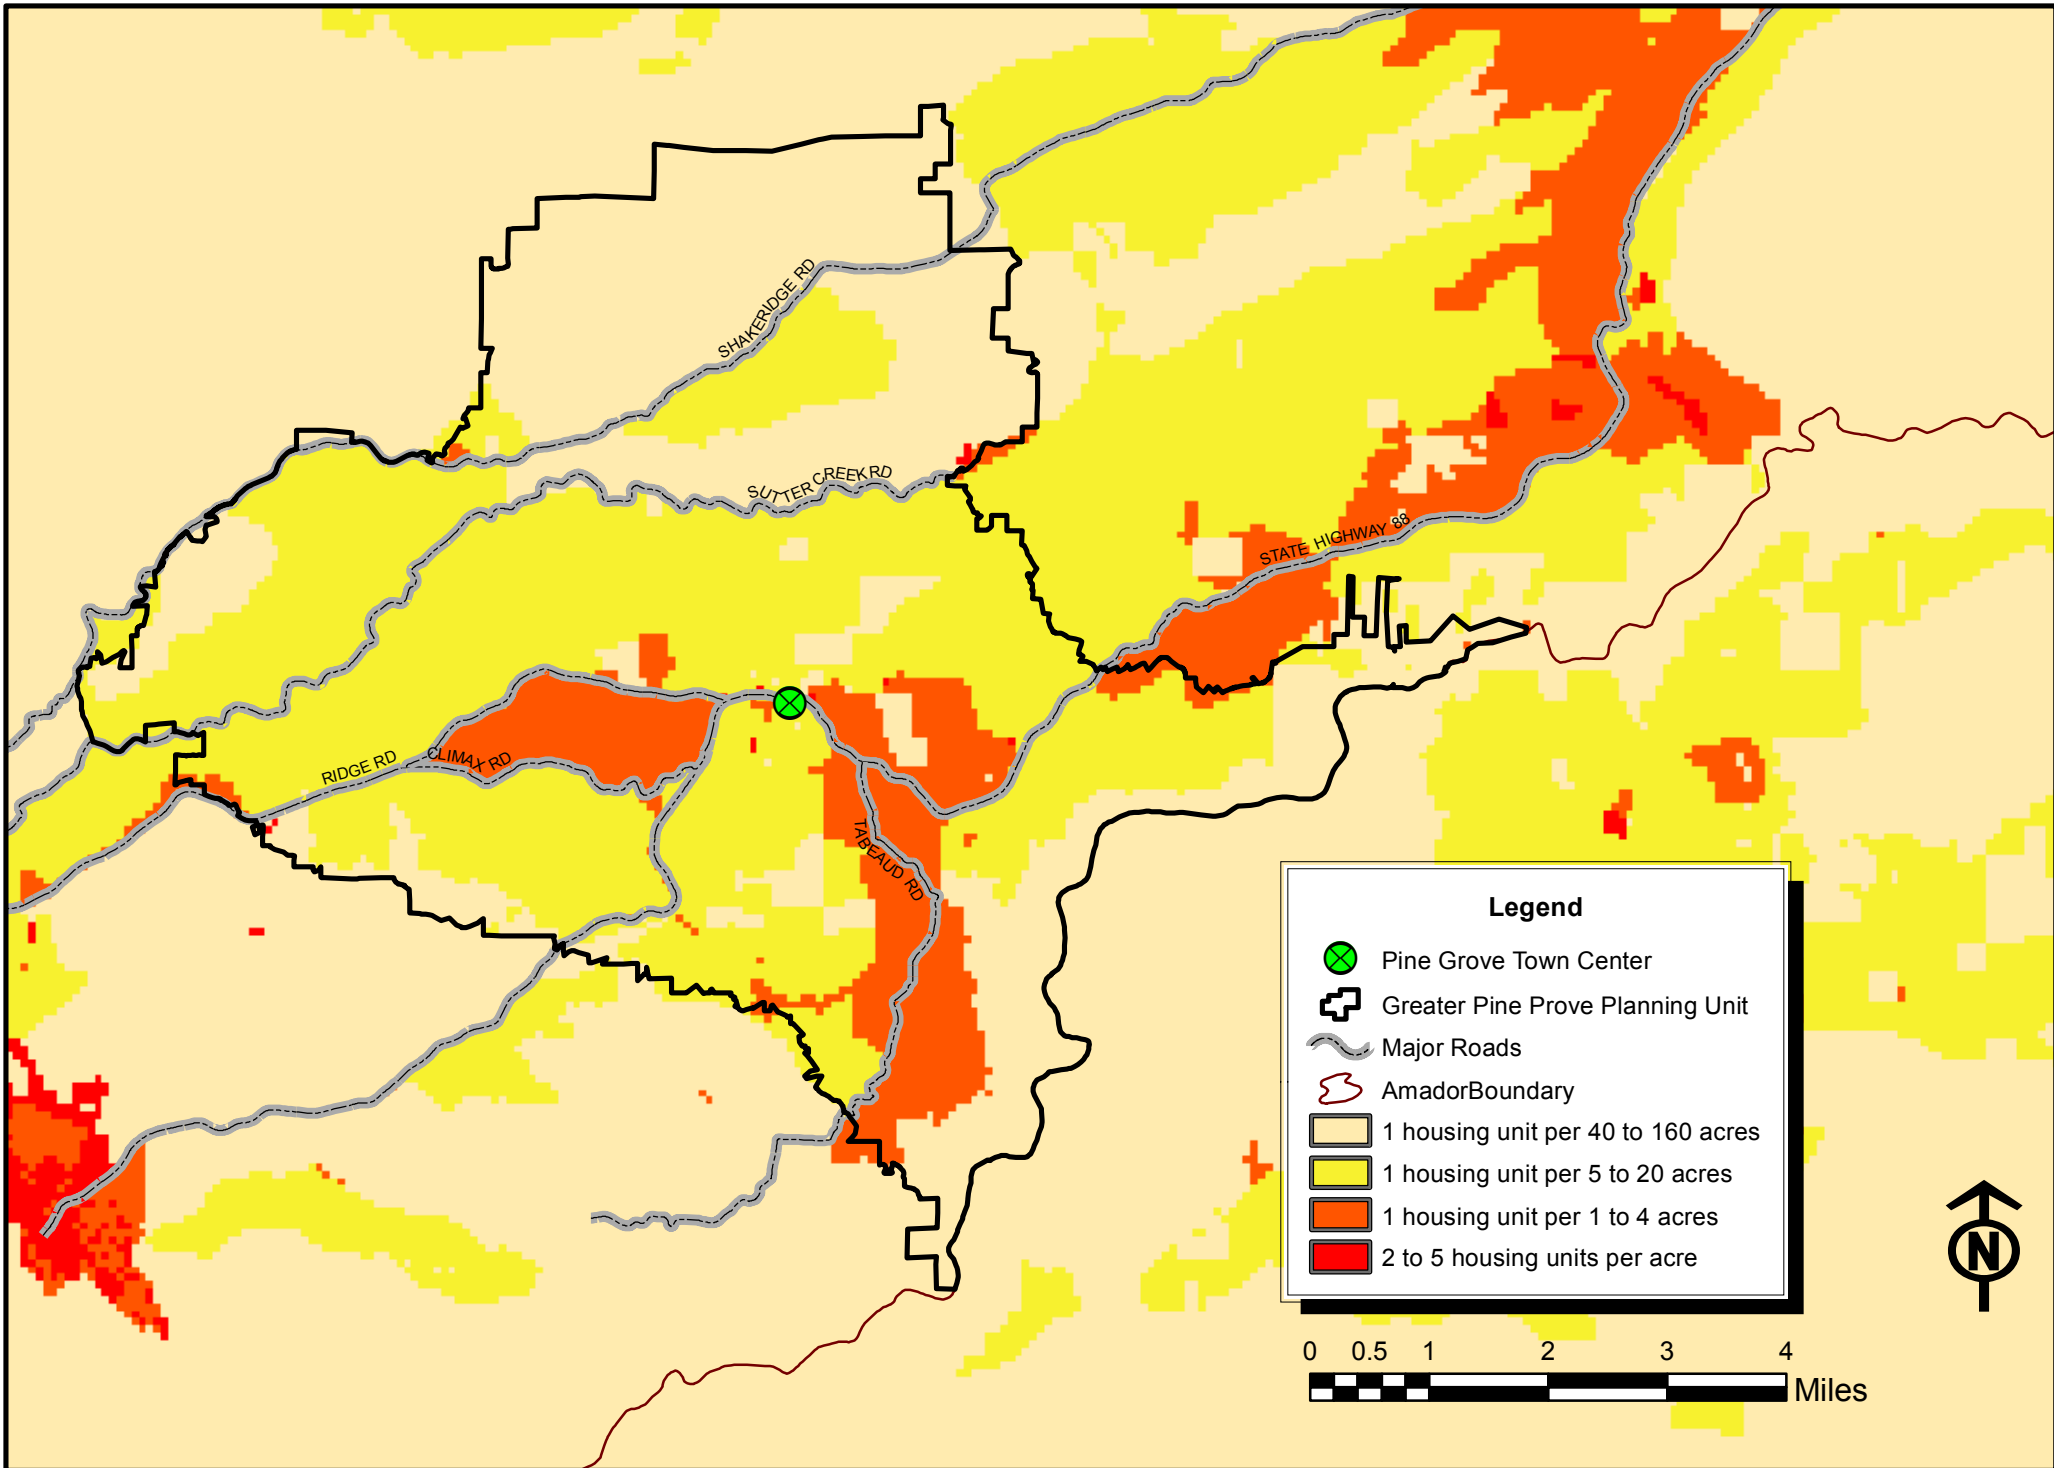 SHAKERIDGE RD
SUTTER CREEK RD
STATE HIGHWAY 88
RIDGE RD
CLIMAX RD
TABEAUD RD
Legend
Pine Grove Town Center
Greater Pine Prove Planning Unit
Major Roads
AmadorBoundary
1 housing unit per 40 to 160 acres
1 housing unit per 5 to 20 acres
1 housing unit per 1 to 4 acres
2 to 5 housing units per acre
N
0 0.5 1 2 3 4
Miles